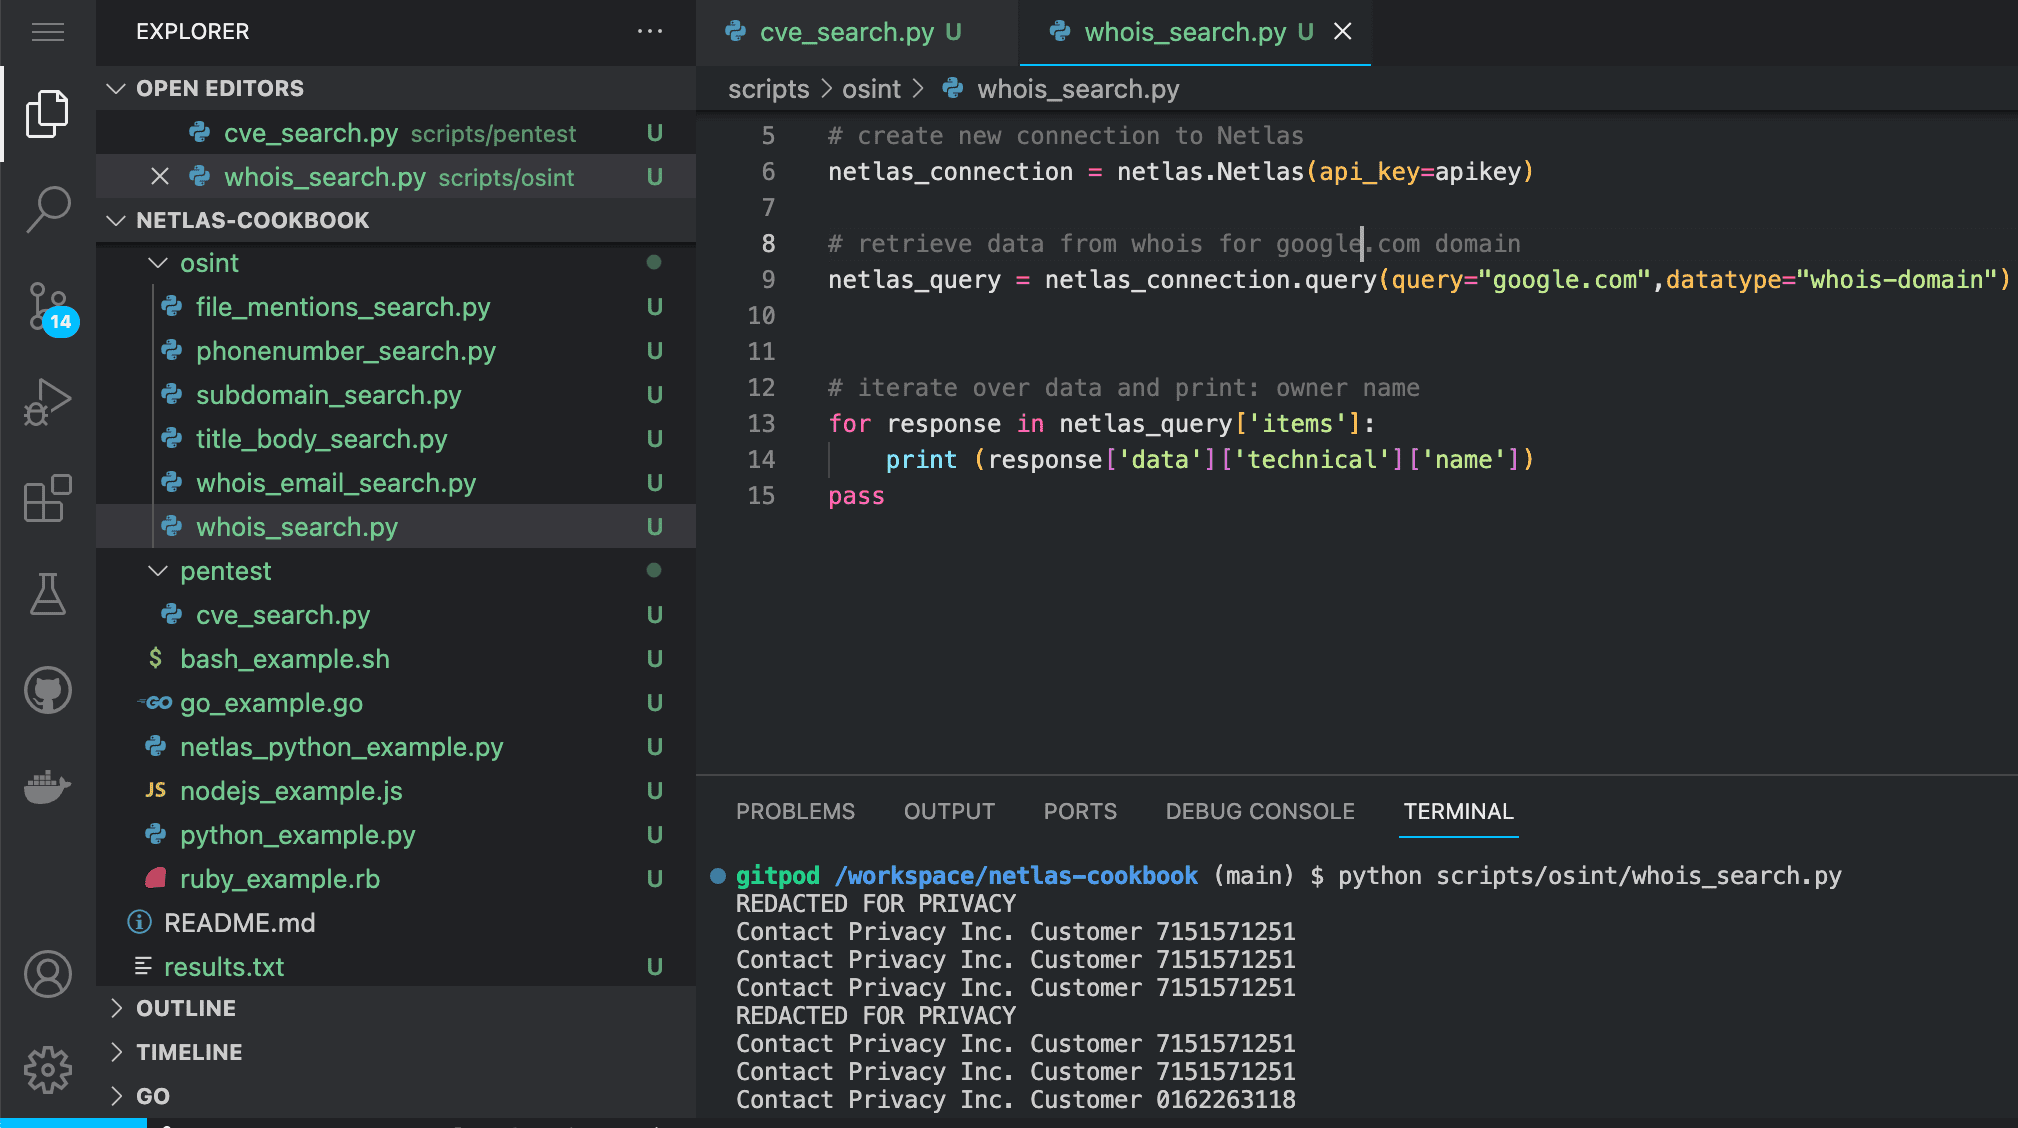 EXPLORER
OPEN EDITORS
cve_search.py scripts/pentest U
whois_search.py scripts/osint U
NETLAS-COOKBOOK
osint
file_mentions_search.py U
phonenumber_search.py U
subdomain_search.py U
title_body_search.py U
whois_email_search.py U
whois_search.py U
pentest
cve_search.py U
$ bash_example.sh U
GO go_example.go U
netlas_python_example.py U
JS nodejs_example.js U
python_example.py U
ruby_example.rb U
README.md
results.txt U
OUTLINE
TIMELINE
GO
14
cve_search.py U
whois_search.py U
scripts > osint > whois_search.py
5 # create new connection to Netlas
6 netlas_connection = netlas.Netlas(api_key=apikey)
7
8 # retrieve data from whois for google.com domain
9 netlas_query = netlas_connection.query(query="google.com",datatype="whois-domain")
10
11
12 # iterate over data and print: owner name
13 for response in netlas_query['items']:
14 print (response['data']['technical']['name'])
15 pass
PROBLEMS OUTPUT PORTS DEBUG CONSOLE TERMINAL
gitpod /workspace/netlas-cookbook (main) $ python scripts/osint/whois_search.py
REDACTED FOR PRIVACY
Contact Privacy Inc. Customer 7151571251
Contact Privacy Inc. Customer 7151571251
Contact Privacy Inc. Customer 7151571251
REDACTED FOR PRIVACY
Contact Privacy Inc. Customer 7151571251
Contact Privacy Inc. Customer 7151571251
Contact Privacy Inc. Customer 0162263118